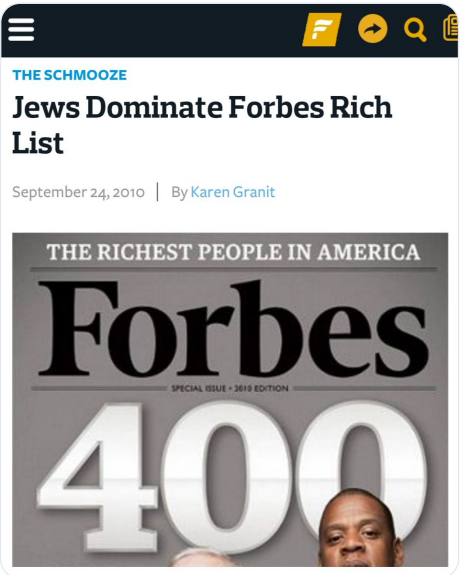 THE SCHMOOZE
Jews Dominate Forbes Rich
List
September 24, 2010 | By Karen Granit
THE RICHEST PEOPLE IN AMERICA
Forbes
SPECIAL ISSUE • 2010 EDITION
400